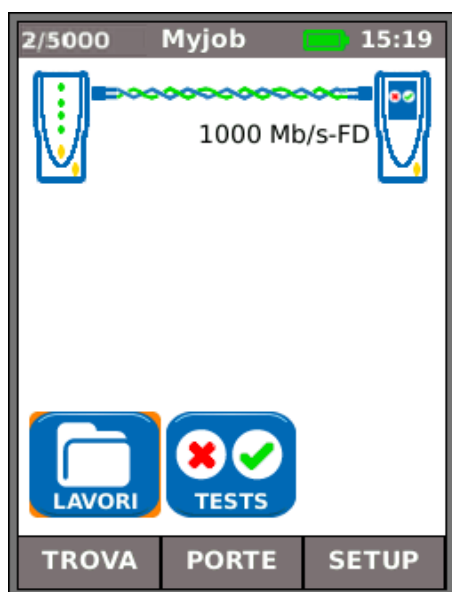 2/5000 Myjob 15:19
1000 Mb/s-FD
LAVORI TESTS
TROVA PORTE SETUP